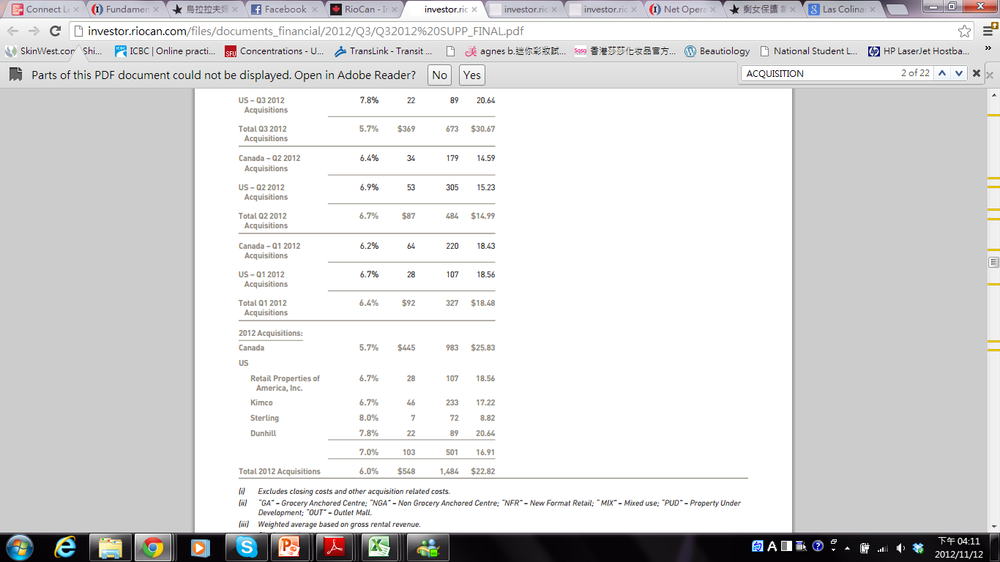 Connect Le
Fundamen
烏拉拉夫婦
Facebook
RioCan - In
investor.ric
investor.ric
investor.ric
Net Opera
剩女保鑣
Las Colinas
investor.riocan.com/files/documents_financial/2012/Q3/Q32012%20SUPP_FINAL.pdf
SkinWest.com Shi...
ICBC | Online practi...
SFU Concentrations - U...
TransLink - Transit ...
agnes b.迷你彩妝試...
Sasa 香港莎莎化妝品官方...
Beautiology
National Student L...
hp HP LaserJet Hostba...
»
Parts of this PDF document could not be displayed. Open in Adobe Reader? No Yes
ACQUISITION 2 of 22
US – Q3 2012 7.8% 22 89 20.64
Acquisitions
Total Q3 2012 5.7% $369 673 $30.67
Acquisitions
Canada – Q2 2012 6.4% 34 179 14.59
Acquisitions
US – Q2 2012 6.9% 53 305 15.23
Acquisitions
Total Q2 2012 6.7% $87 484 $14.99
Acquisitions
Canada – Q1 2012 6.2% 64 220 18.43
Acquisitions
US – Q1 2012 6.7% 28 107 18.56
Acquisitions
Total Q1 2012 6.4% $92 327 $18.48
Acquisitions
2012 Acquisitions:
Canada 5.7% $445 983 $25.83
US
Retail Properties of 6.7% 28 107 18.56
America, Inc.
Kimco 6.7% 46 233 17.22
Sterling 8.0% 7 72 8.82
Dunhill 7.8% 22 89 20.64
7.0% 103 501 16.91
Total 2012 Acquisitions 6.0% $548 1,484 $22.82
(i) Excludes closing costs and other acquisition related costs.
(ii) "GA" – Grocery Anchored Centre; "NGA" – Non Grocery Anchored Centre; "NFR" – New Format Retail; " MIX" – Mixed use; "PUD" – Property Under
Development; "OUT" – Outlet Mall.
(iii) Weighted average based on gross rental revenue.
A
下午 04:11
2012/11/12